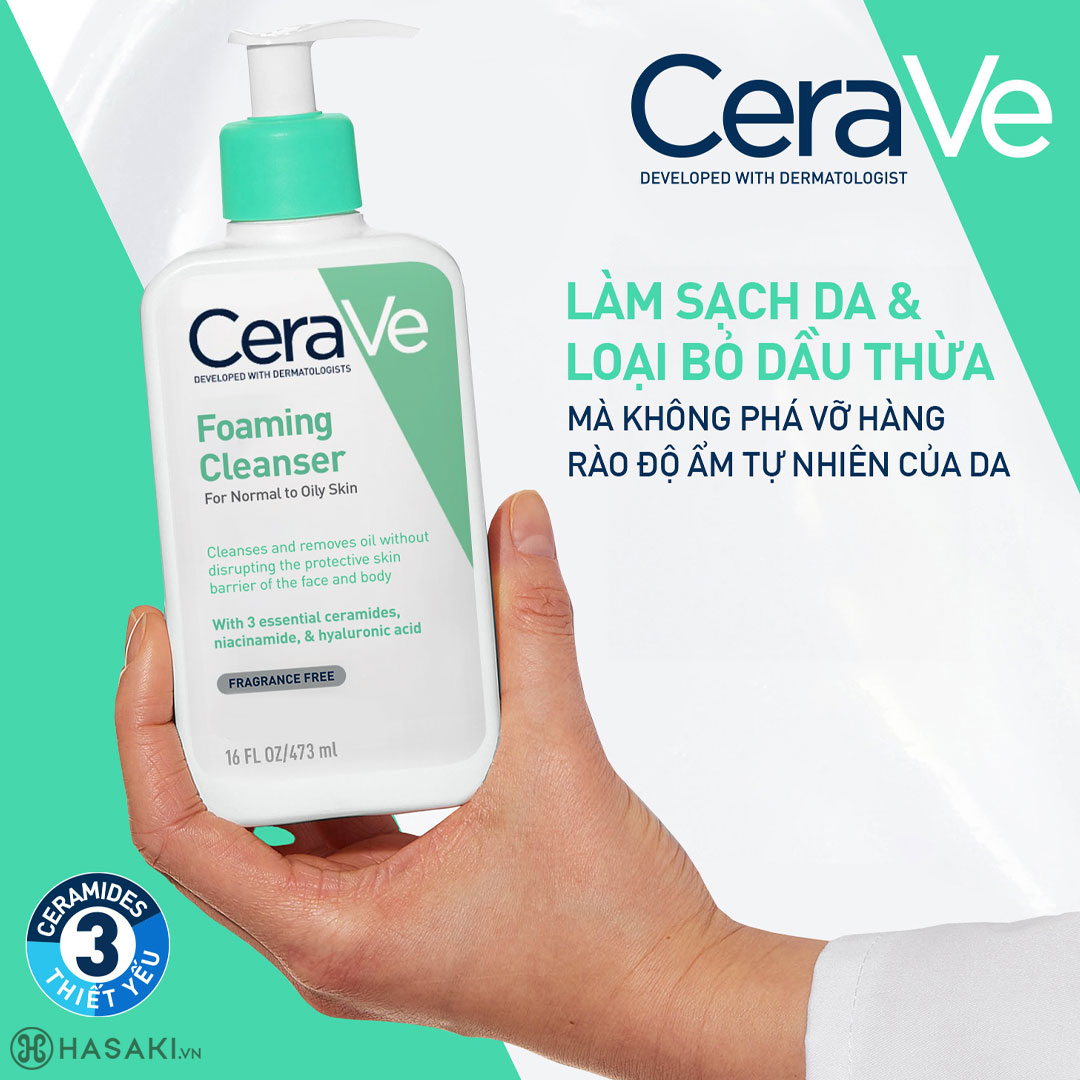 CeraVe
DEVELOPED WITH DERMATOLOGIST
LÀM SẠCH DA &
LOẠI BỎ DẦU THỪA
MÀ KHÔNG PHÁ VỠ HÀNG
RÀO ĐỘ ẨM TỰ NHIÊN CỦA DA
CeraVe
DEVELOPED WITH DERMATOLOGISTS
Foaming
Cleanser
For Normal to Oily Skin
Cleanses and removes oil without
disrupting the protective skin
barrier of the face and body
With 3 essential ceramides,
niacinamide, & hyaluronic acid
FRAGRANCE FREE
16 FL OZ/473 ml
CERAMIDES
3
THIẾT YẾU
HASAKI.VN